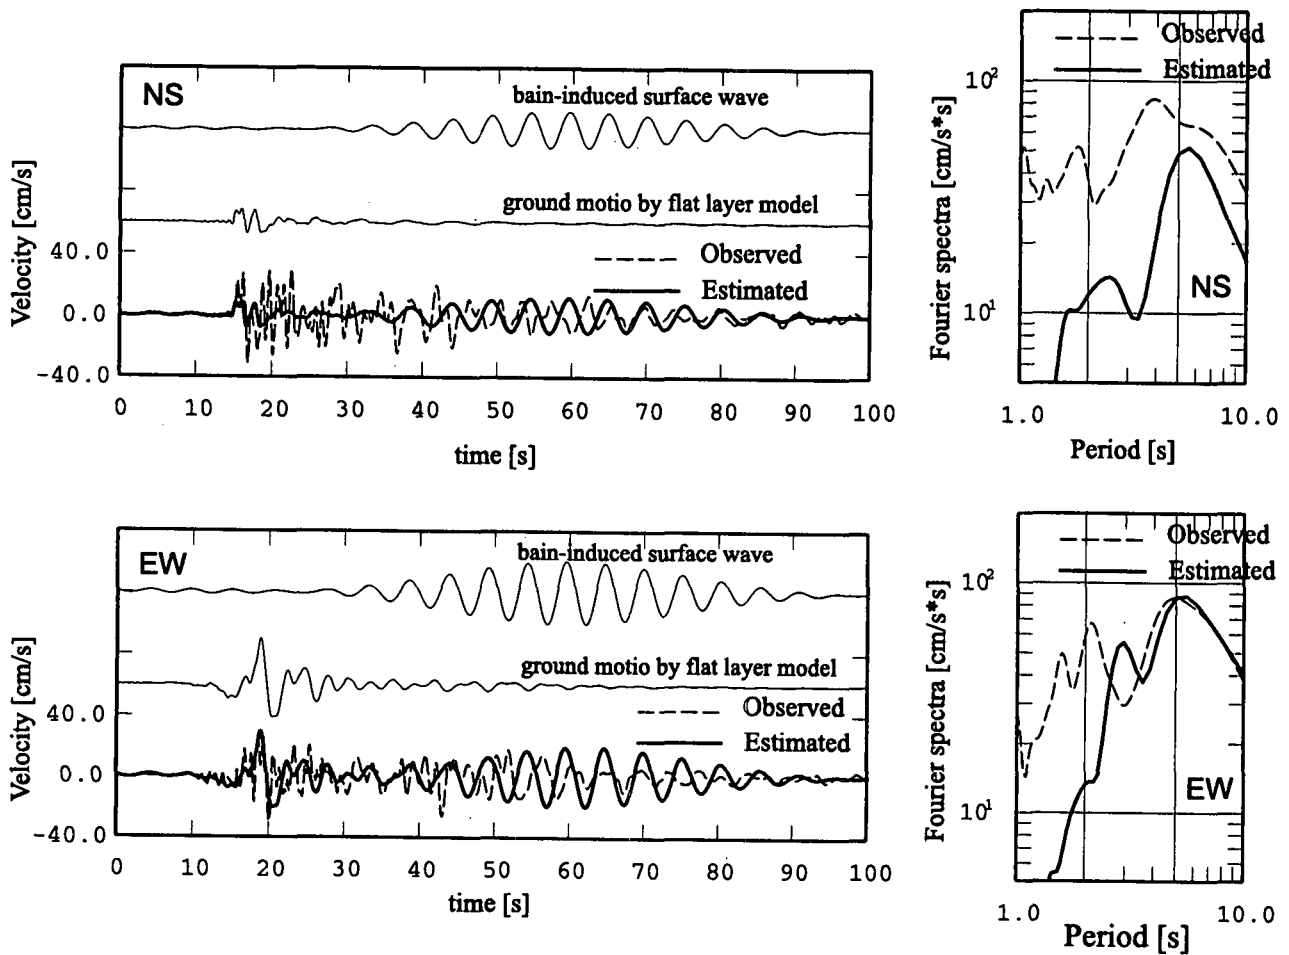 NS
bain-induced surface wave
ground motio by flat layer model
Observed
Estimated
Velocity [cm/s]
40.0
0.0
-40.0
0 10 20 30 40 50 60 70 80 90 100
time [s]
Observed
Estimated
Fourier spectra [cm/s*s]
10²
10¹
NS
1.0 10.0
Period [s]
EW
bain-induced surface wave
ground motio by flat layer model
Observed
Estimated
Velocity [cm/s]
40.0
0.0
-40.0
0 10 20 30 40 50 60 70 80 90 100
time [s]
Observed
Estimated
Fourier spectra [cm/s*s]
10²
10¹
EW
1.0 10.0
Period [s]